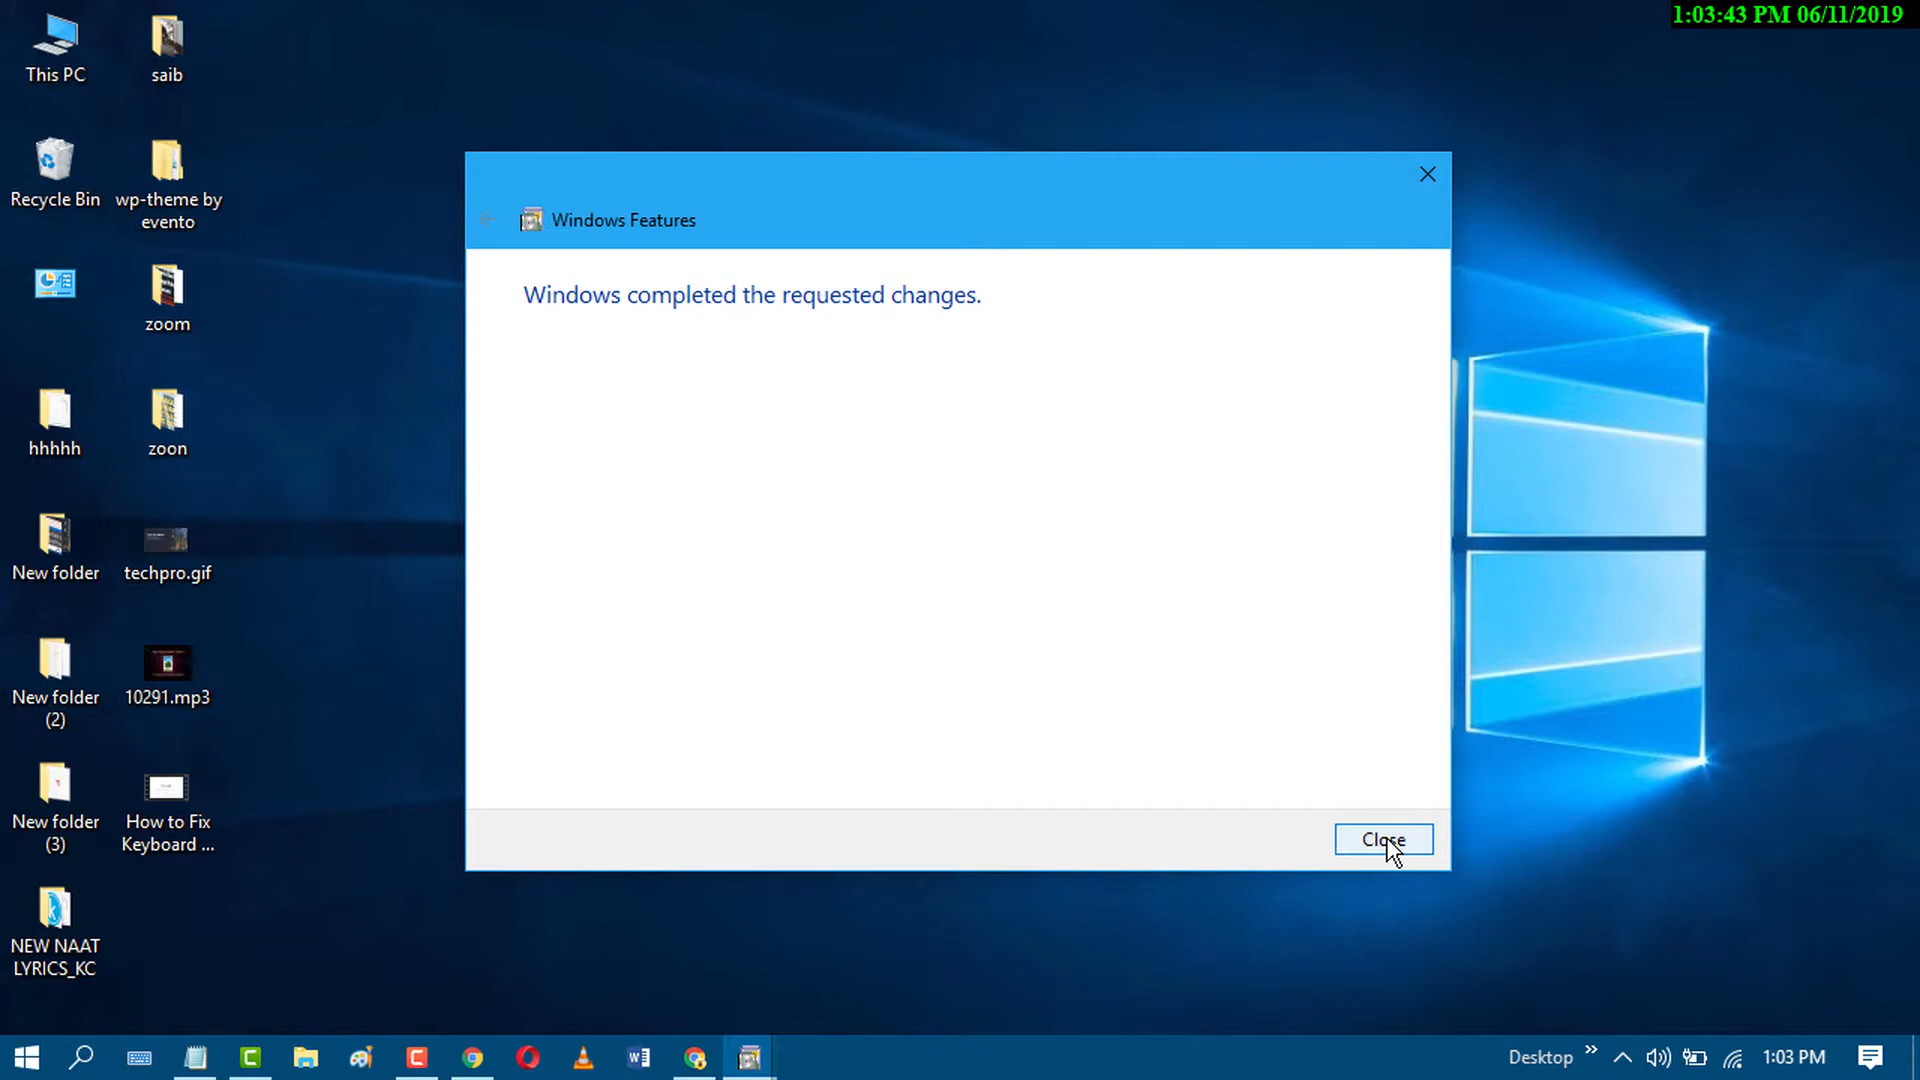 1:03:43 PM 06/11/2019
This PC
saib
Recycle Bin
wp-theme by
evento
zoom
hhhhh
zoon
New folder
techpro.gif
New folder
(2)
10291.mp3
New folder
(3)
How to Fix
Keyboard ...
NEW NAAT
LYRICS_KC
Windows Features
Windows completed the requested changes.
Close
Desktop
1:03 PM